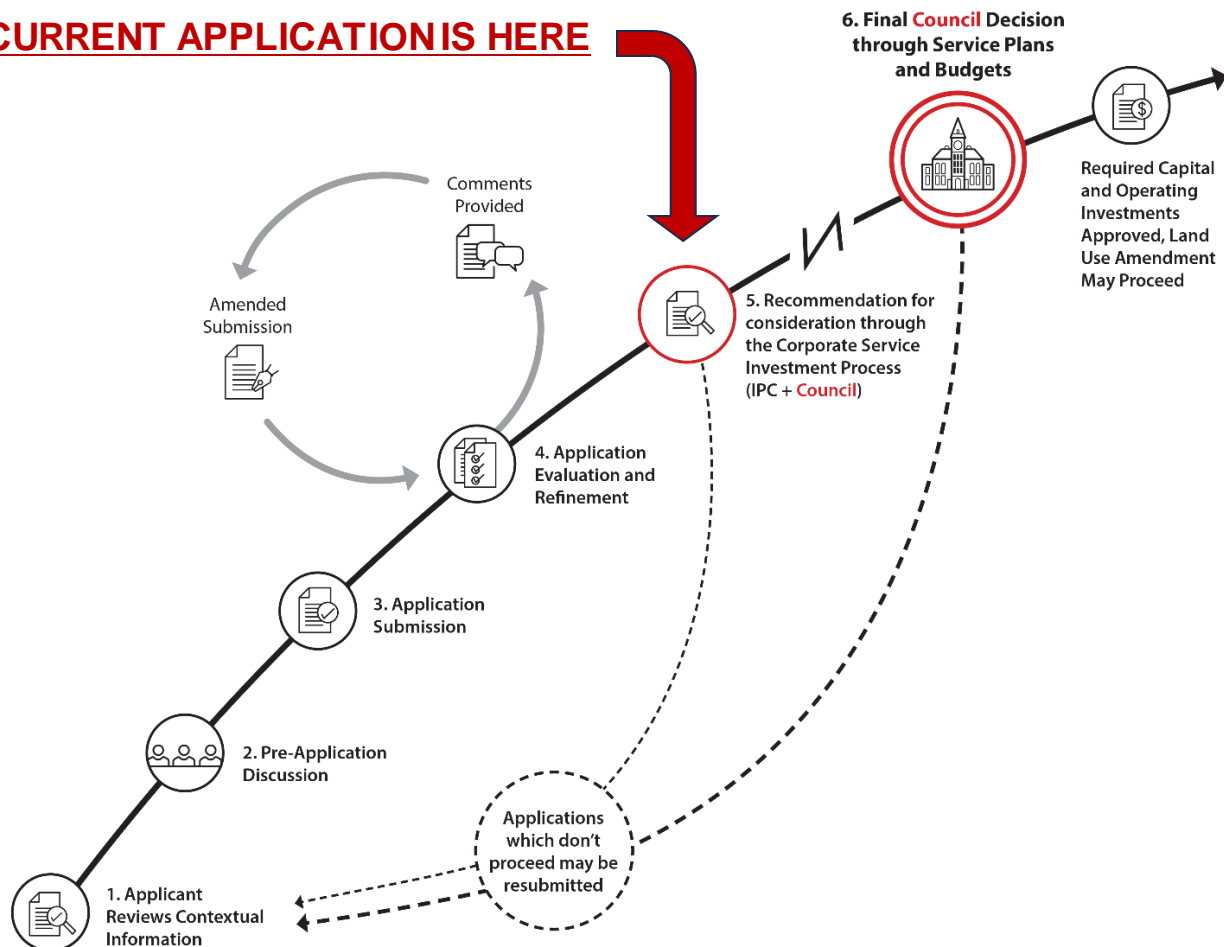 CURRENT APPLICATION IS HERE
6. Final Council Decision
through Service Plans
and Budgets
Required Capital
and Operating
Investments
Approved, Land
Use Amendment
May Proceed
Comments
Provided
Amended
Submission
5. Recommendation for
consideration through
the Corporate Service
Investment Process
(IPC + Council)
4. Application
Evaluation and
Refinement
3. Application
Submission
2. Pre-Application
Discussion
Applications
which don't
proceed may be
resubmitted
1. Applicant
Reviews Contextual
Information
$